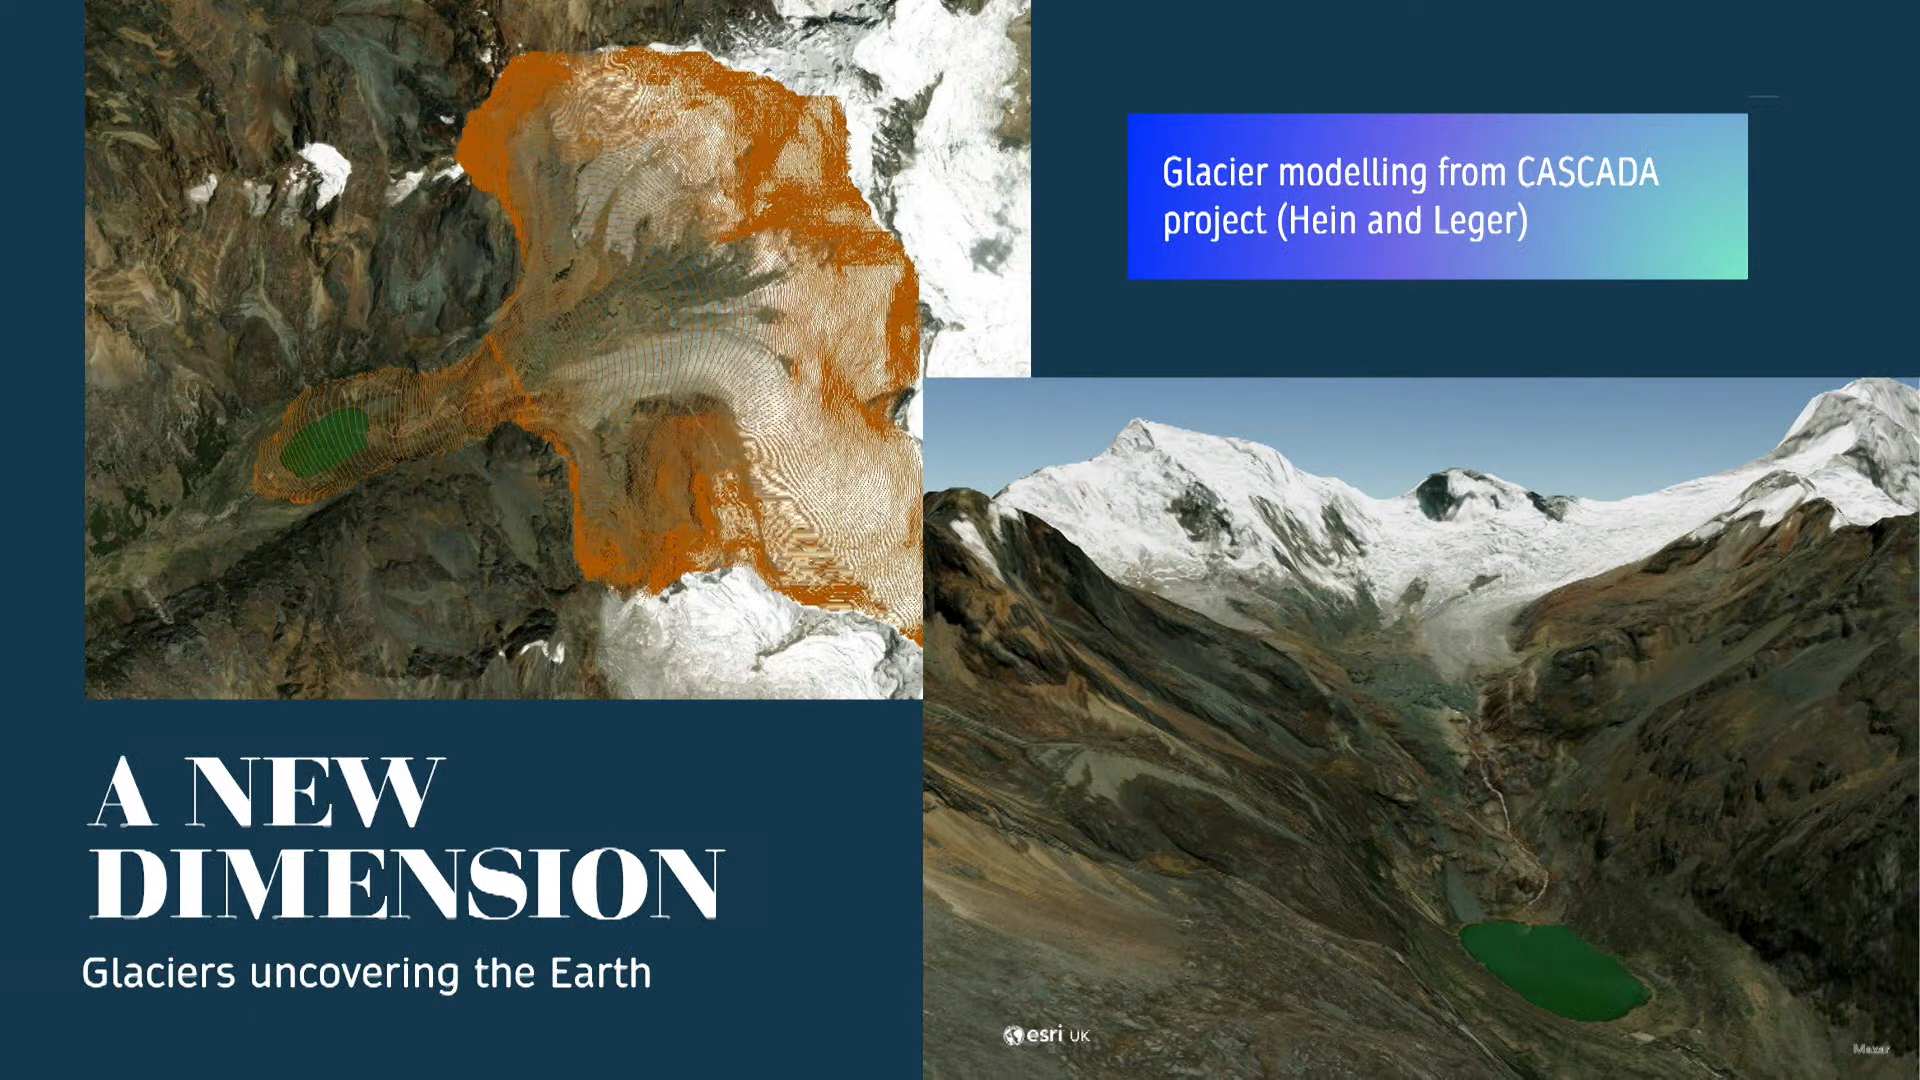 Glacier modelling from CASCADA
project (Hein and Leger)
A NEW
DIMENSION
Glaciers uncovering the Earth
esri UK
Maxar